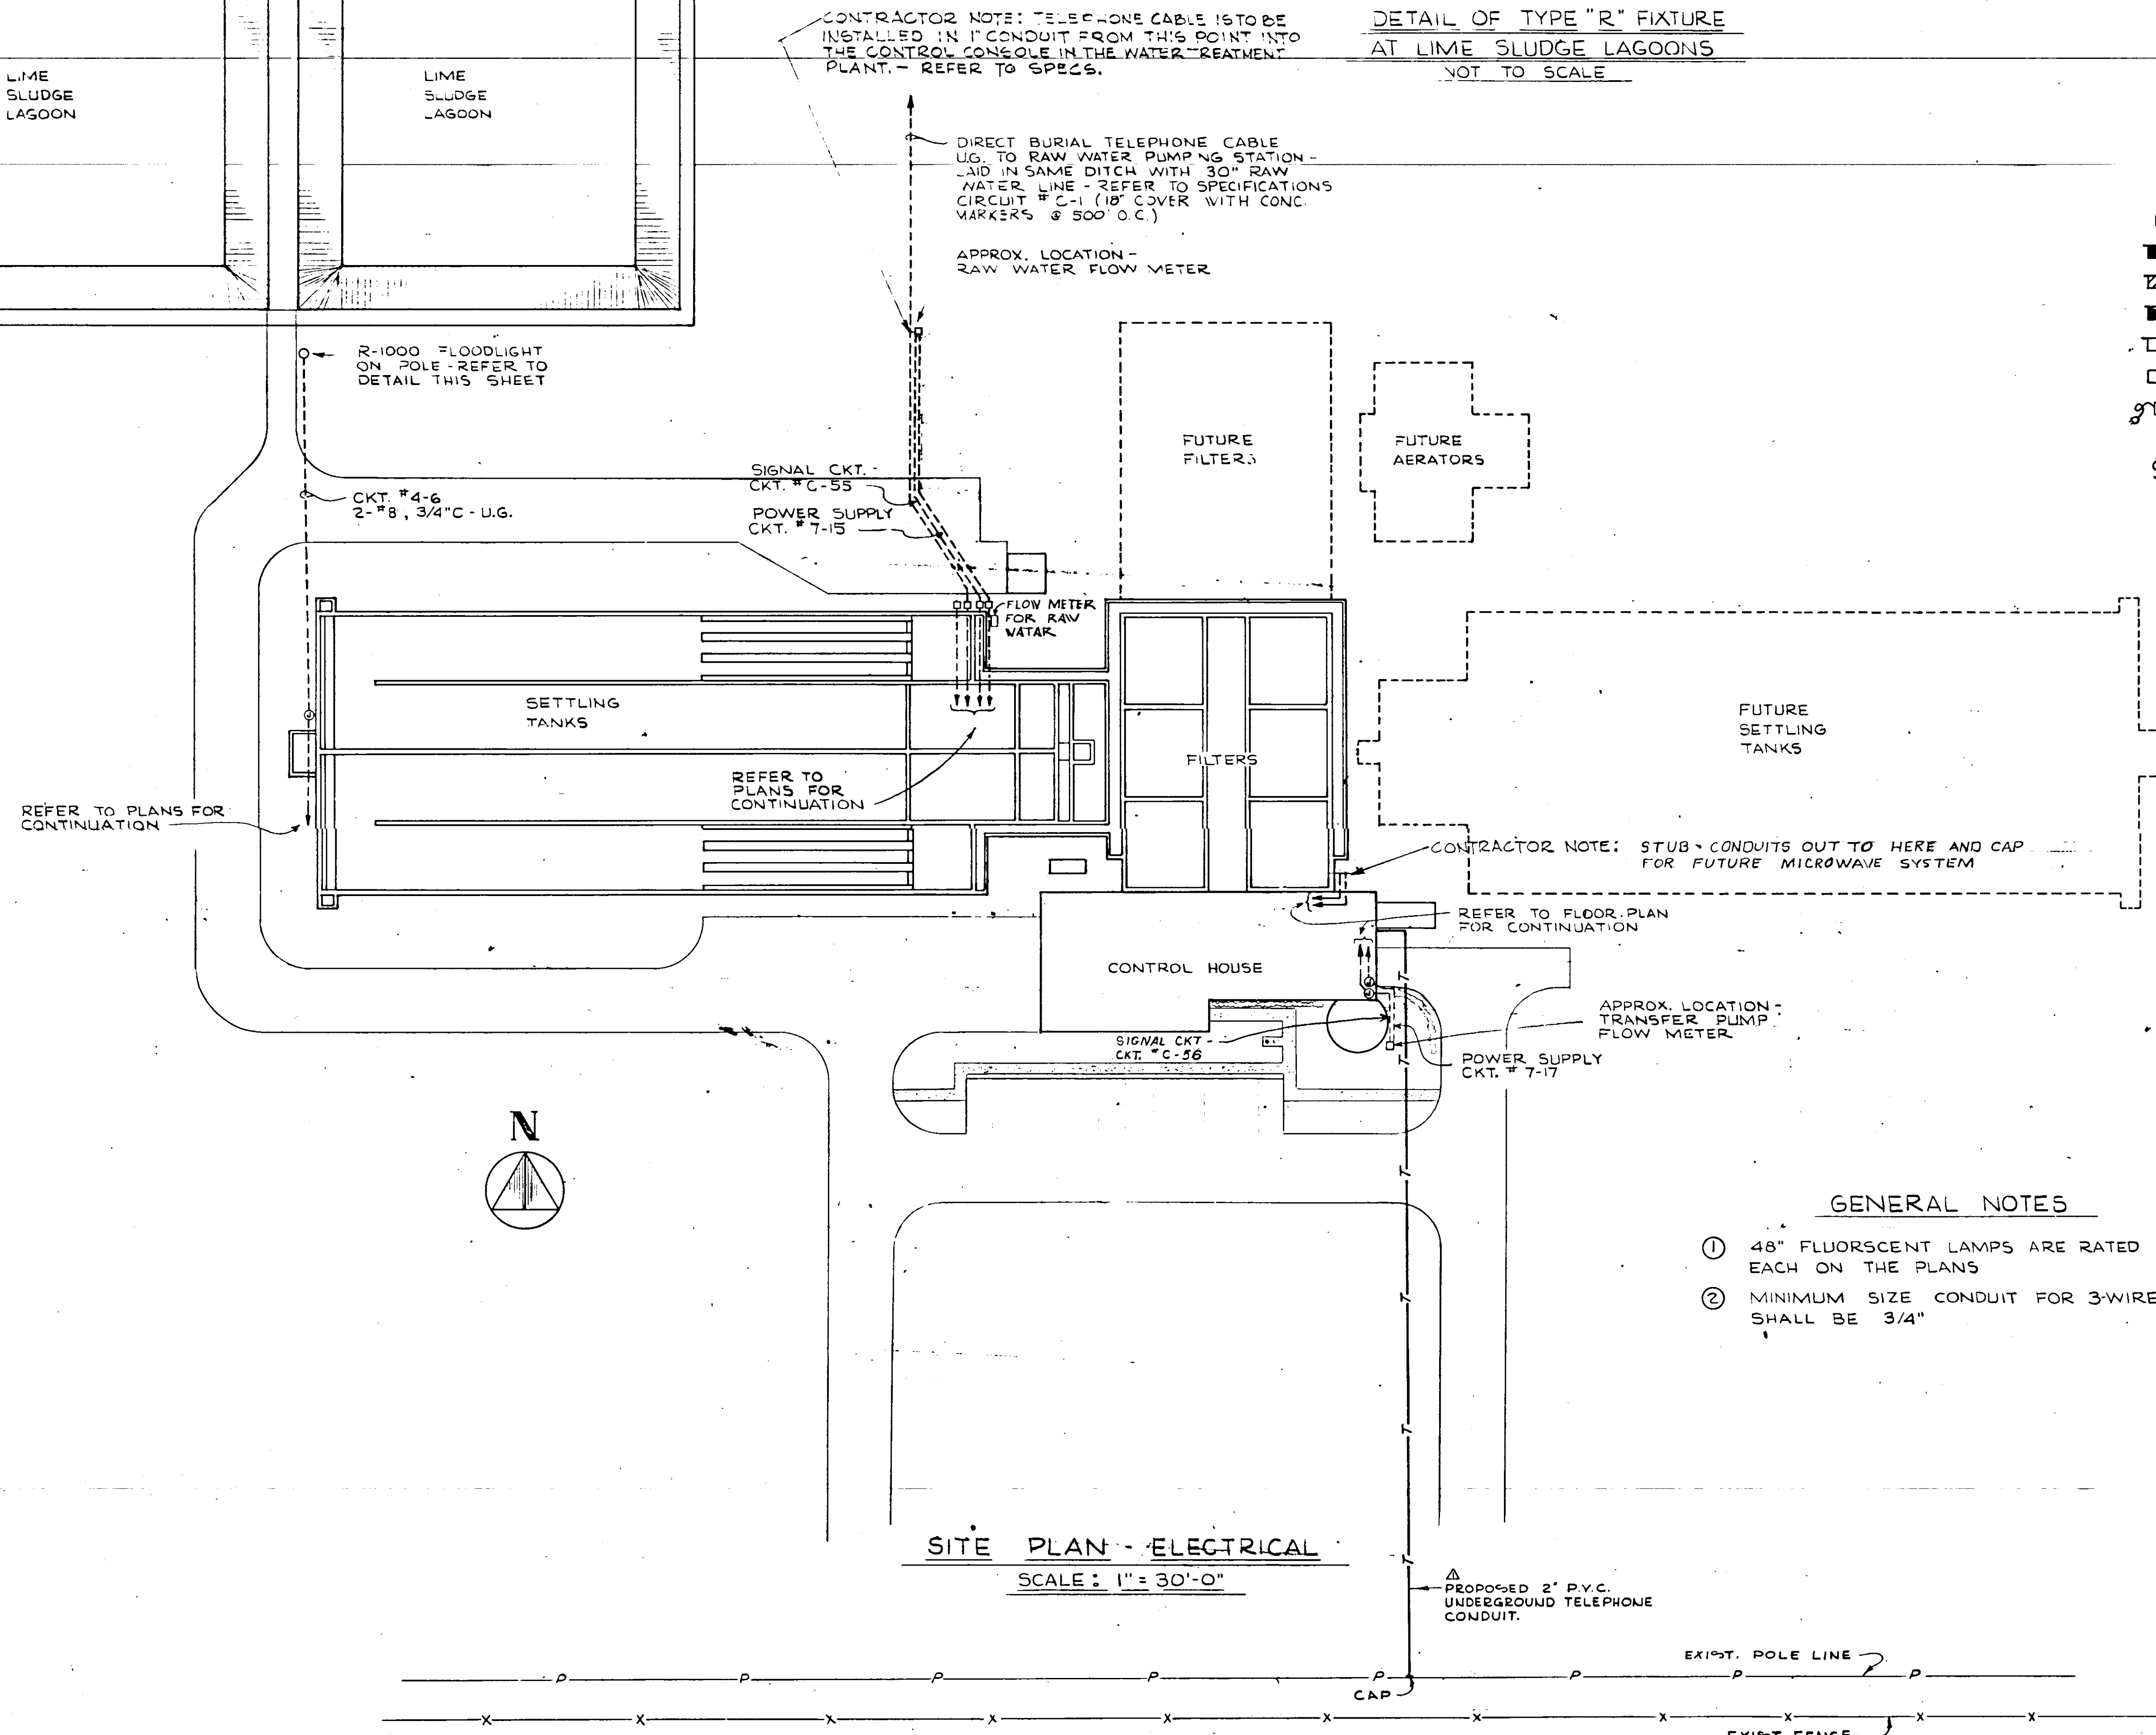 CONTRACTOR NOTE: TELEPHONE CABLE IS TO BE
INSTALLED IN 1" CONDUIT FROM THIS POINT INTO
THE CONTROL CONSOLE IN THE WATER TREATMENT
PLANT. - REFER TO SPECS.
DETAIL OF TYPE "R" FIXTURE
AT LIME SLUDGE LAGOONS
NOT TO SCALE
LIME
SLUDGE
LAGOON
LIME
SLUDGE
LAGOON
DIRECT BURIAL TELEPHONE CABLE
U.G. TO RAW WATER PUMPING STATION -
LAID IN SAME DITCH WITH 30" RAW
WATER LINE - REFER TO SPECIFICATIONS
CIRCUIT # C-1 (18" COVER WITH CONC.
MARKERS @ 500' O.C.)
APPROX. LOCATION -
RAW WATER FLOW METER
R-1000 FLOODLIGHT
ON POLE - REFER TO
DETAIL THIS SHEET
CKT. #4-6
2-#8, 3/4"C - U.G.
SIGNAL CKT. -
CKT. #C-55
POWER SUPPLY
CKT. # 7-15
FUTURE
FILTERS
FUTURE
AERATORS
FLOW METER
FOR RAW
WATAR
SETTLING
TANKS
REFER TO
PLANS FOR
CONTINUATION
FILTERS
FUTURE
SETTLING
TANKS
REFER TO PLANS FOR
CONTINUATION
CONTRACTOR NOTE: STUB - CONDUITS OUT TO HERE AND CAP
FOR FUTURE MICROWAVE SYSTEM
REFER TO FLOOR PLAN
FOR CONTINUATION
CONTROL HOUSE
APPROX. LOCATION -
TRANSFER PUMP
FLOW METER
SIGNAL CKT -
CKT. #C-56
POWER SUPPLY
CKT. # 7-17
T
T
T
T
T
T
N
GENERAL NOTES
1 48" FLUORSCENT LAMPS ARE RATED
EACH ON THE PLANS
2 MINIMUM SIZE CONDUIT FOR 3-WIRE
SHALL BE 3/4"
SITE PLAN - ELECTRICAL
SCALE: 1" = 30'-0"
1
PROPOSED 2" P.V.C.
UNDERGROUND TELEPHONE
CONDUIT.
EXIST. POLE LINE
P P P P P P P P
CAP
X X X X X X X X X X
EXIST. FENCE